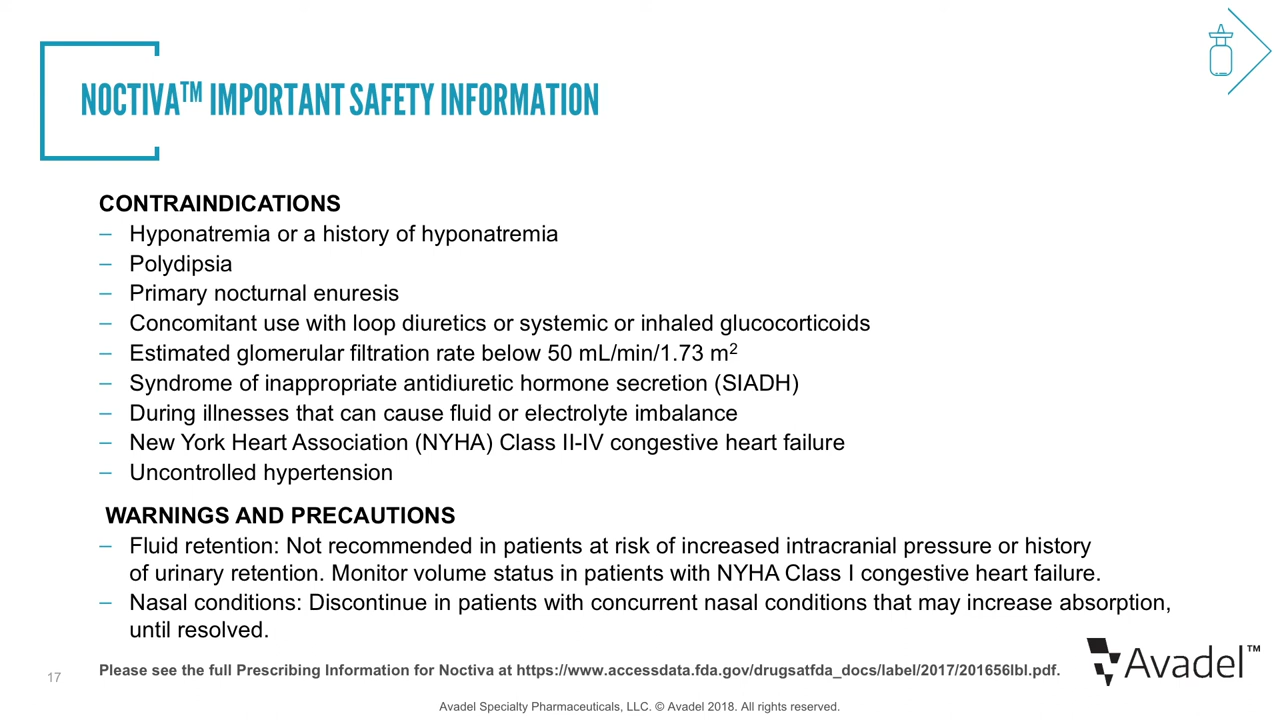 NOCTIVA™ IMPORTANT SAFETY INFORMATION
CONTRAINDICATIONS
– Hyponatremia or a history of hyponatremia
– Polydipsia
– Primary nocturnal enuresis
– Concomitant use with loop diuretics or systemic or inhaled glucocorticoids
– Estimated glomerular filtration rate below 50 mL/min/1.73 m²
– Syndrome of inappropriate antidiuretic hormone secretion (SIADH)
– During illnesses that can cause fluid or electrolyte imbalance
– New York Heart Association (NYHA) Class II-IV congestive heart failure
– Uncontrolled hypertension
WARNINGS AND PRECAUTIONS
– Fluid retention: Not recommended in patients at risk of increased intracranial pressure or history
of urinary retention. Monitor volume status in patients with NYHA Class I congestive heart failure.
– Nasal conditions: Discontinue in patients with concurrent nasal conditions that may increase absorption,
until resolved.
Please see the full Prescribing Information for Noctiva at https://www.accessdata.fda.gov/drugsatfda_docs/label/2017/201656lbl.pdf.
Avadel™
17
Avadel Specialty Pharmaceuticals, LLC. © Avadel 2018. All rights reserved.